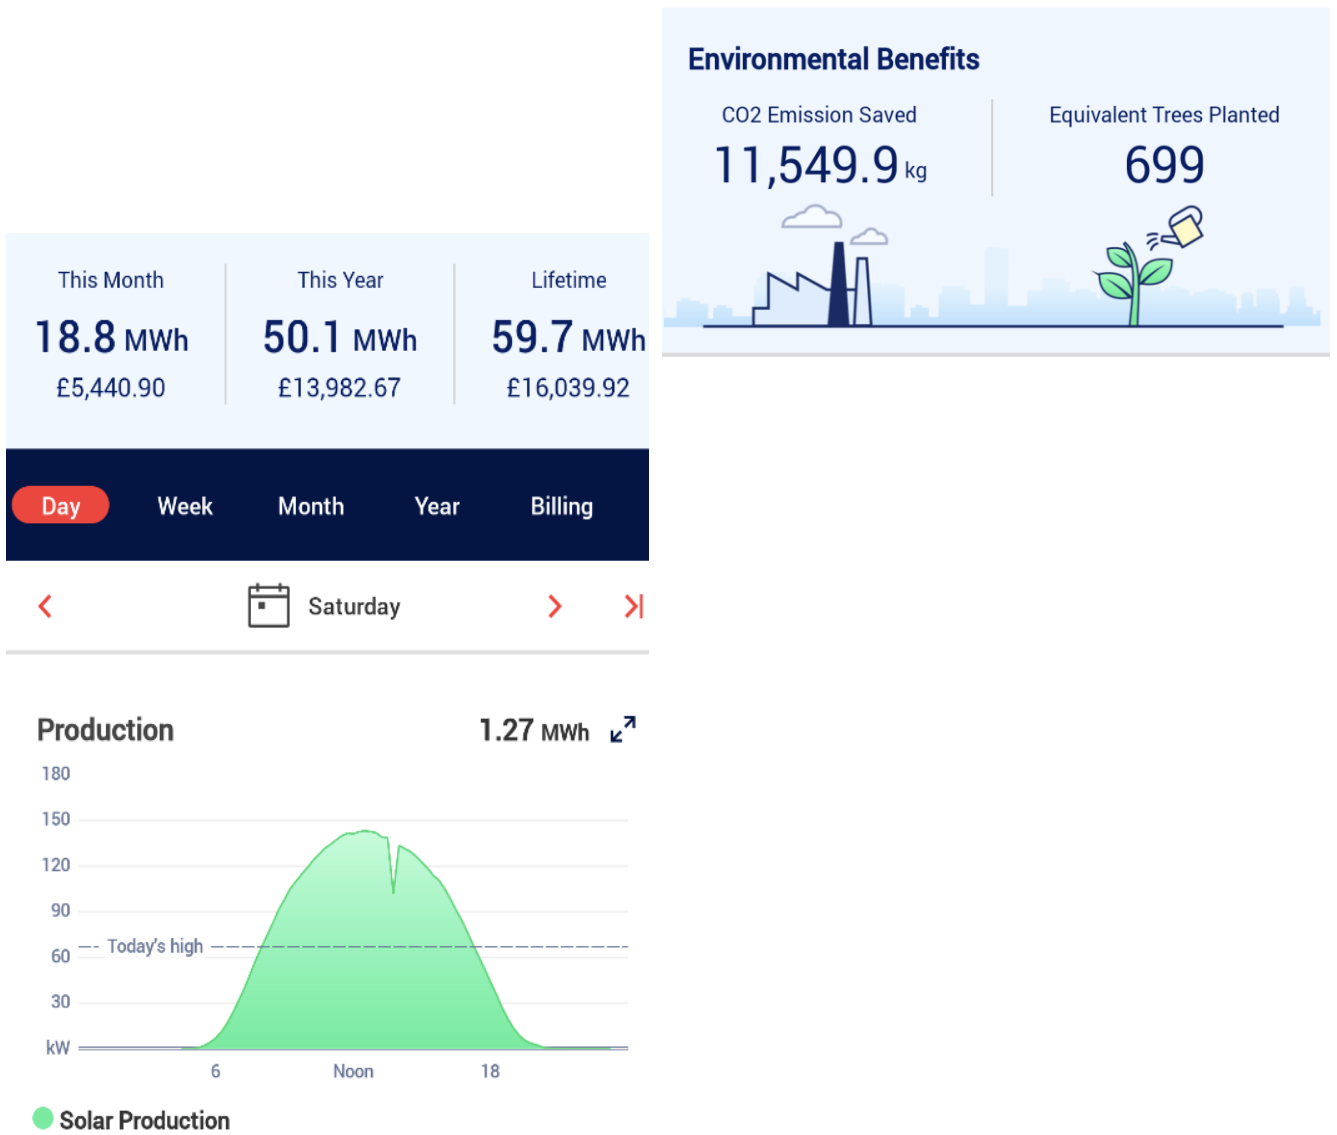 Environmental Benefits
CO2 Emission Saved
11,549.9 kg
Equivalent Trees Planted
699
This Month
18.8 MWh
£5,440.90
This Year
50.1 MWh
£13,982.67
Lifetime
59.7 MWh
£16,039.92
Day Week Month Year Billing
Saturday
Production 1.27 MWh
180
150
120
90
Today's high
60
30
kW
6 Noon 18
Solar Production